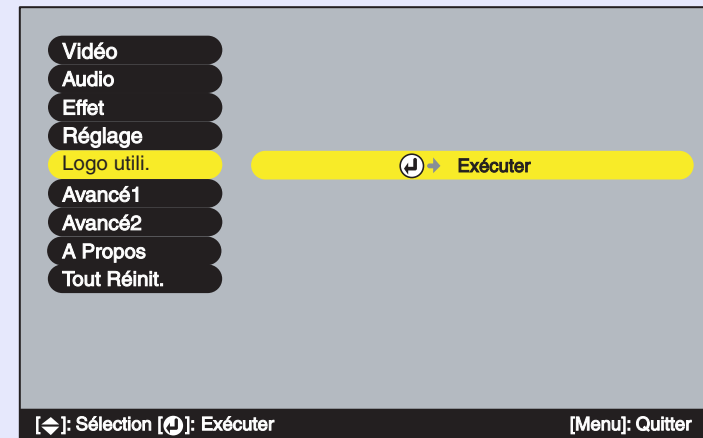 Vidéo
Audio
Effet
Réglage
Logo utili.
Exécuter
Avancé1
Avancé2
A Propos
Tout Réinit.
[]: Sélection []: Exécuter
[Menu]: Quitter